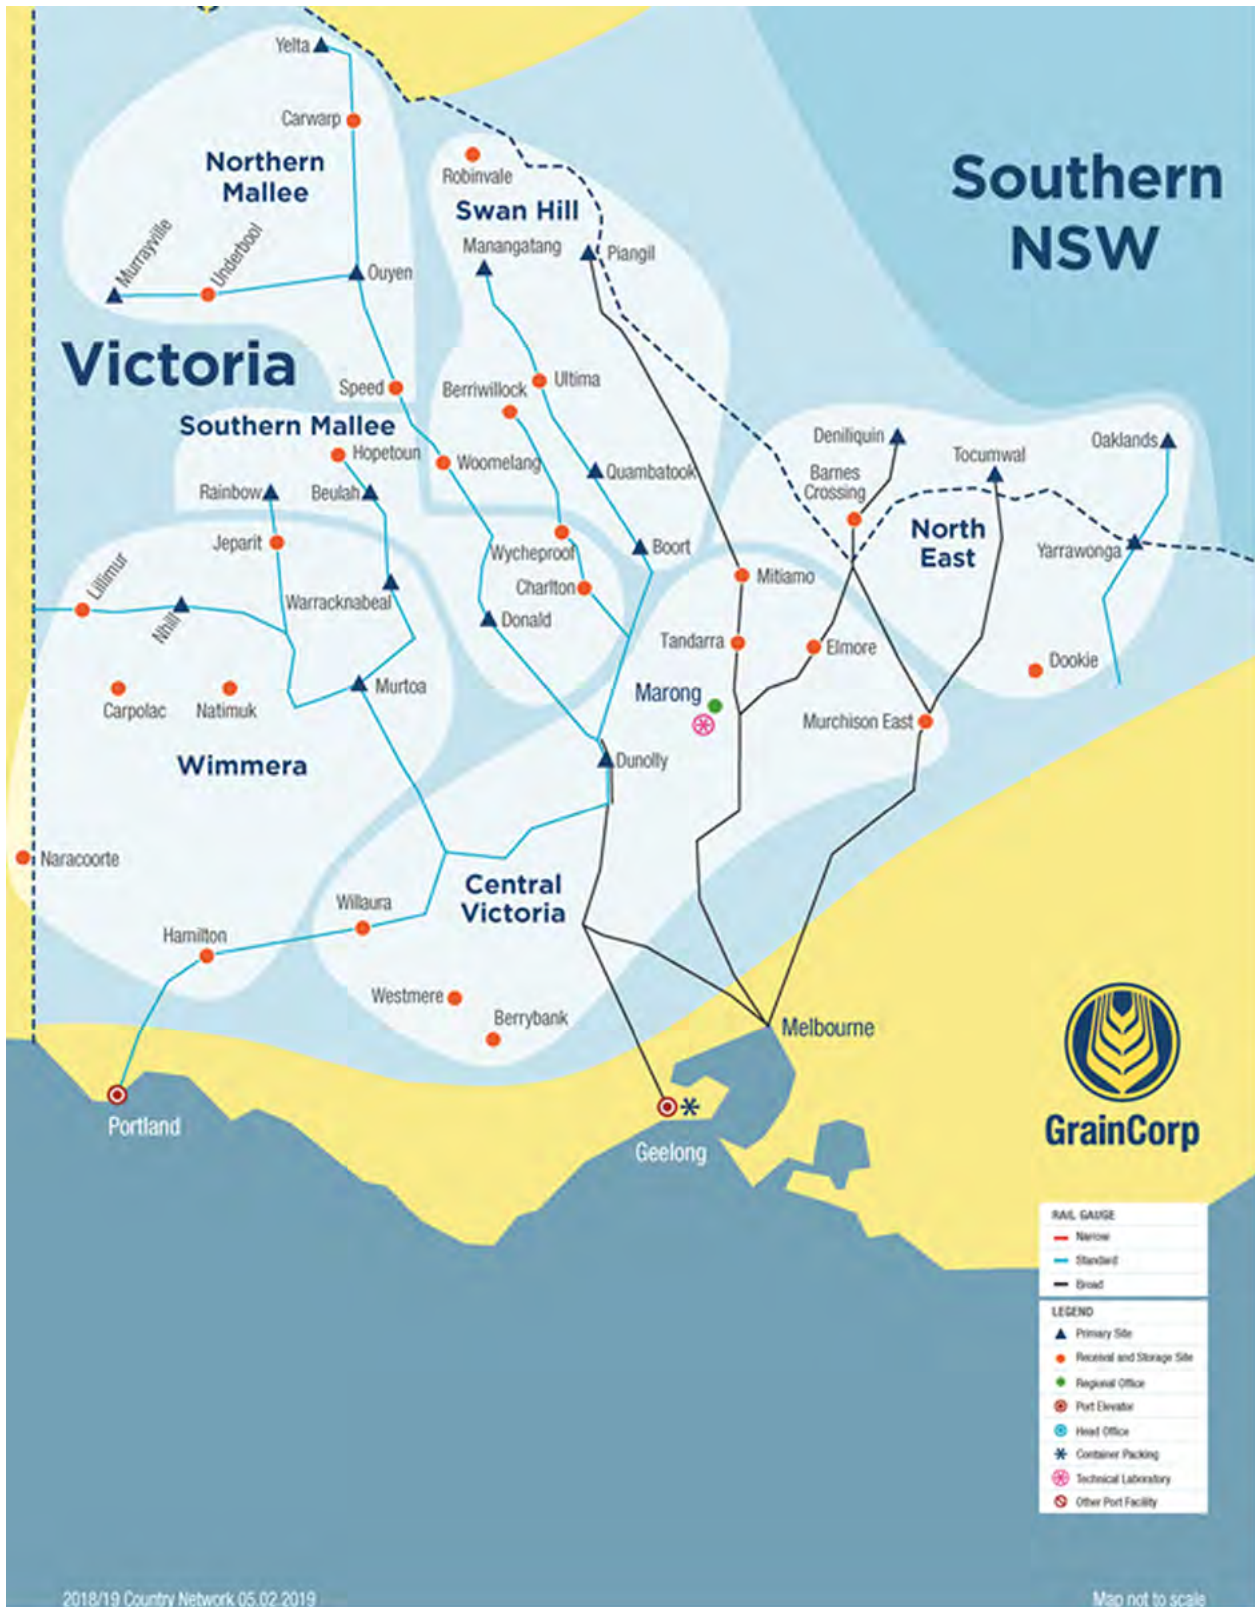 Yelta
Carwarp
Northern
Mallee
Robinvale
Southern
NSW
Swan Hill
Murrayville
Underbool
Manangatang
Piangil
Ouyen
Victoria
Speed
Berriwillock
Ultima
Southern Mallee
Hopetoun
Woomelang
Quambatook
Deniliquin
Barnes
Crossing
Tocumwal
Oaklands
Rainbow
Beulah
North
East
Jeparit
Wycheproof
Boort
Yarrawonga
Lillimur
Nhill
Warracknabeal
Charlton
Mitiamo
Donald
Tandarra
Elmore
Dookie
Carpolac
Natimuk
Murtoa
Marong
Murchison East
Wimmera
Dunolly
Naracoorte
Central
Victoria
Willaura
Hamilton
Westmere
Berrybank
Melbourne
Portland
Geelong
GrainCorp
RAIL GAUGE
Narrow
Standard
Broad
LEGEND
Primary Site
Receival and Storage Site
Regional Office
Port Elevator
Head Office
Container Packing
Technical Laboratory
Other Port Facility
2018/19 Country Network 05.02.2019
Map not to scale